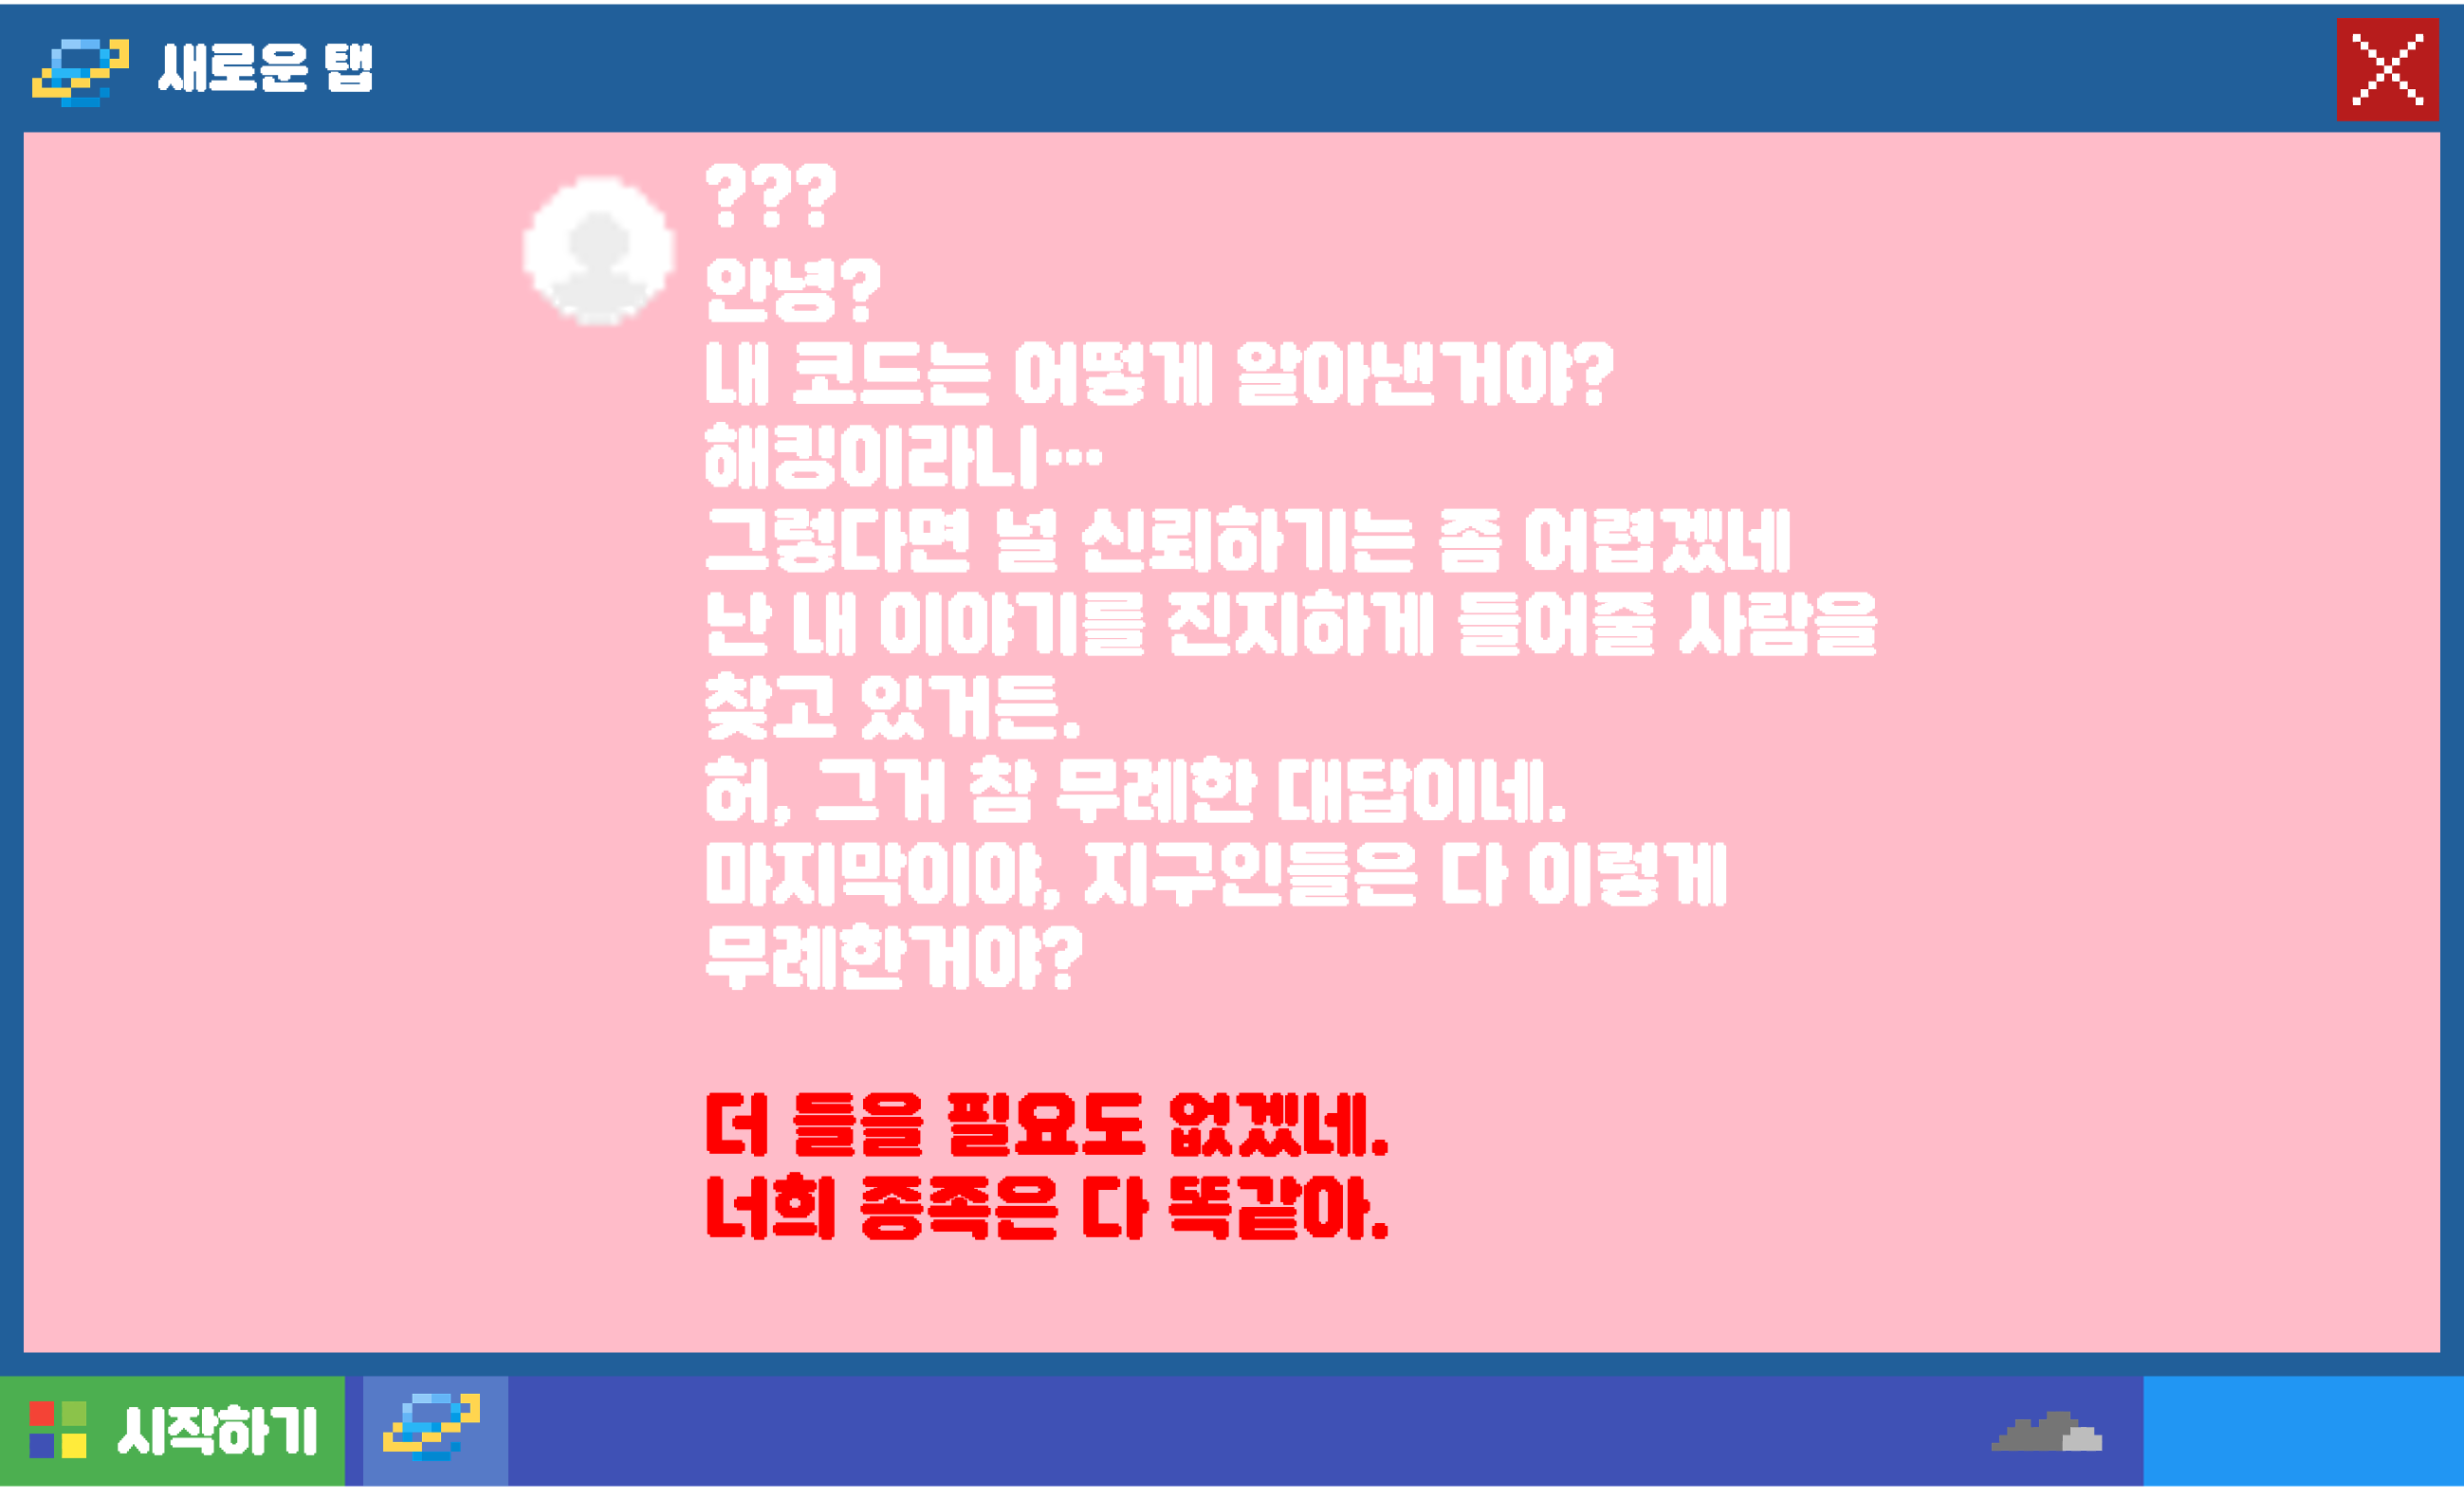 새로운 탭
???
안녕?
내 코드는 어떻게 알아낸거야?
해킹이라니…
그렇다면 널 신뢰하기는 좀 어렵겠네
난 내 이야기를 진지하게 들어줄 사람을
찾고 있거든.
허, 그거 참 무례한 대답이네.
마지막이야, 지구인들은 다 이렇게
무례한거야?
더 들을 필요도 없겠네.
너희 종족은 다 똑같아.
시작하기